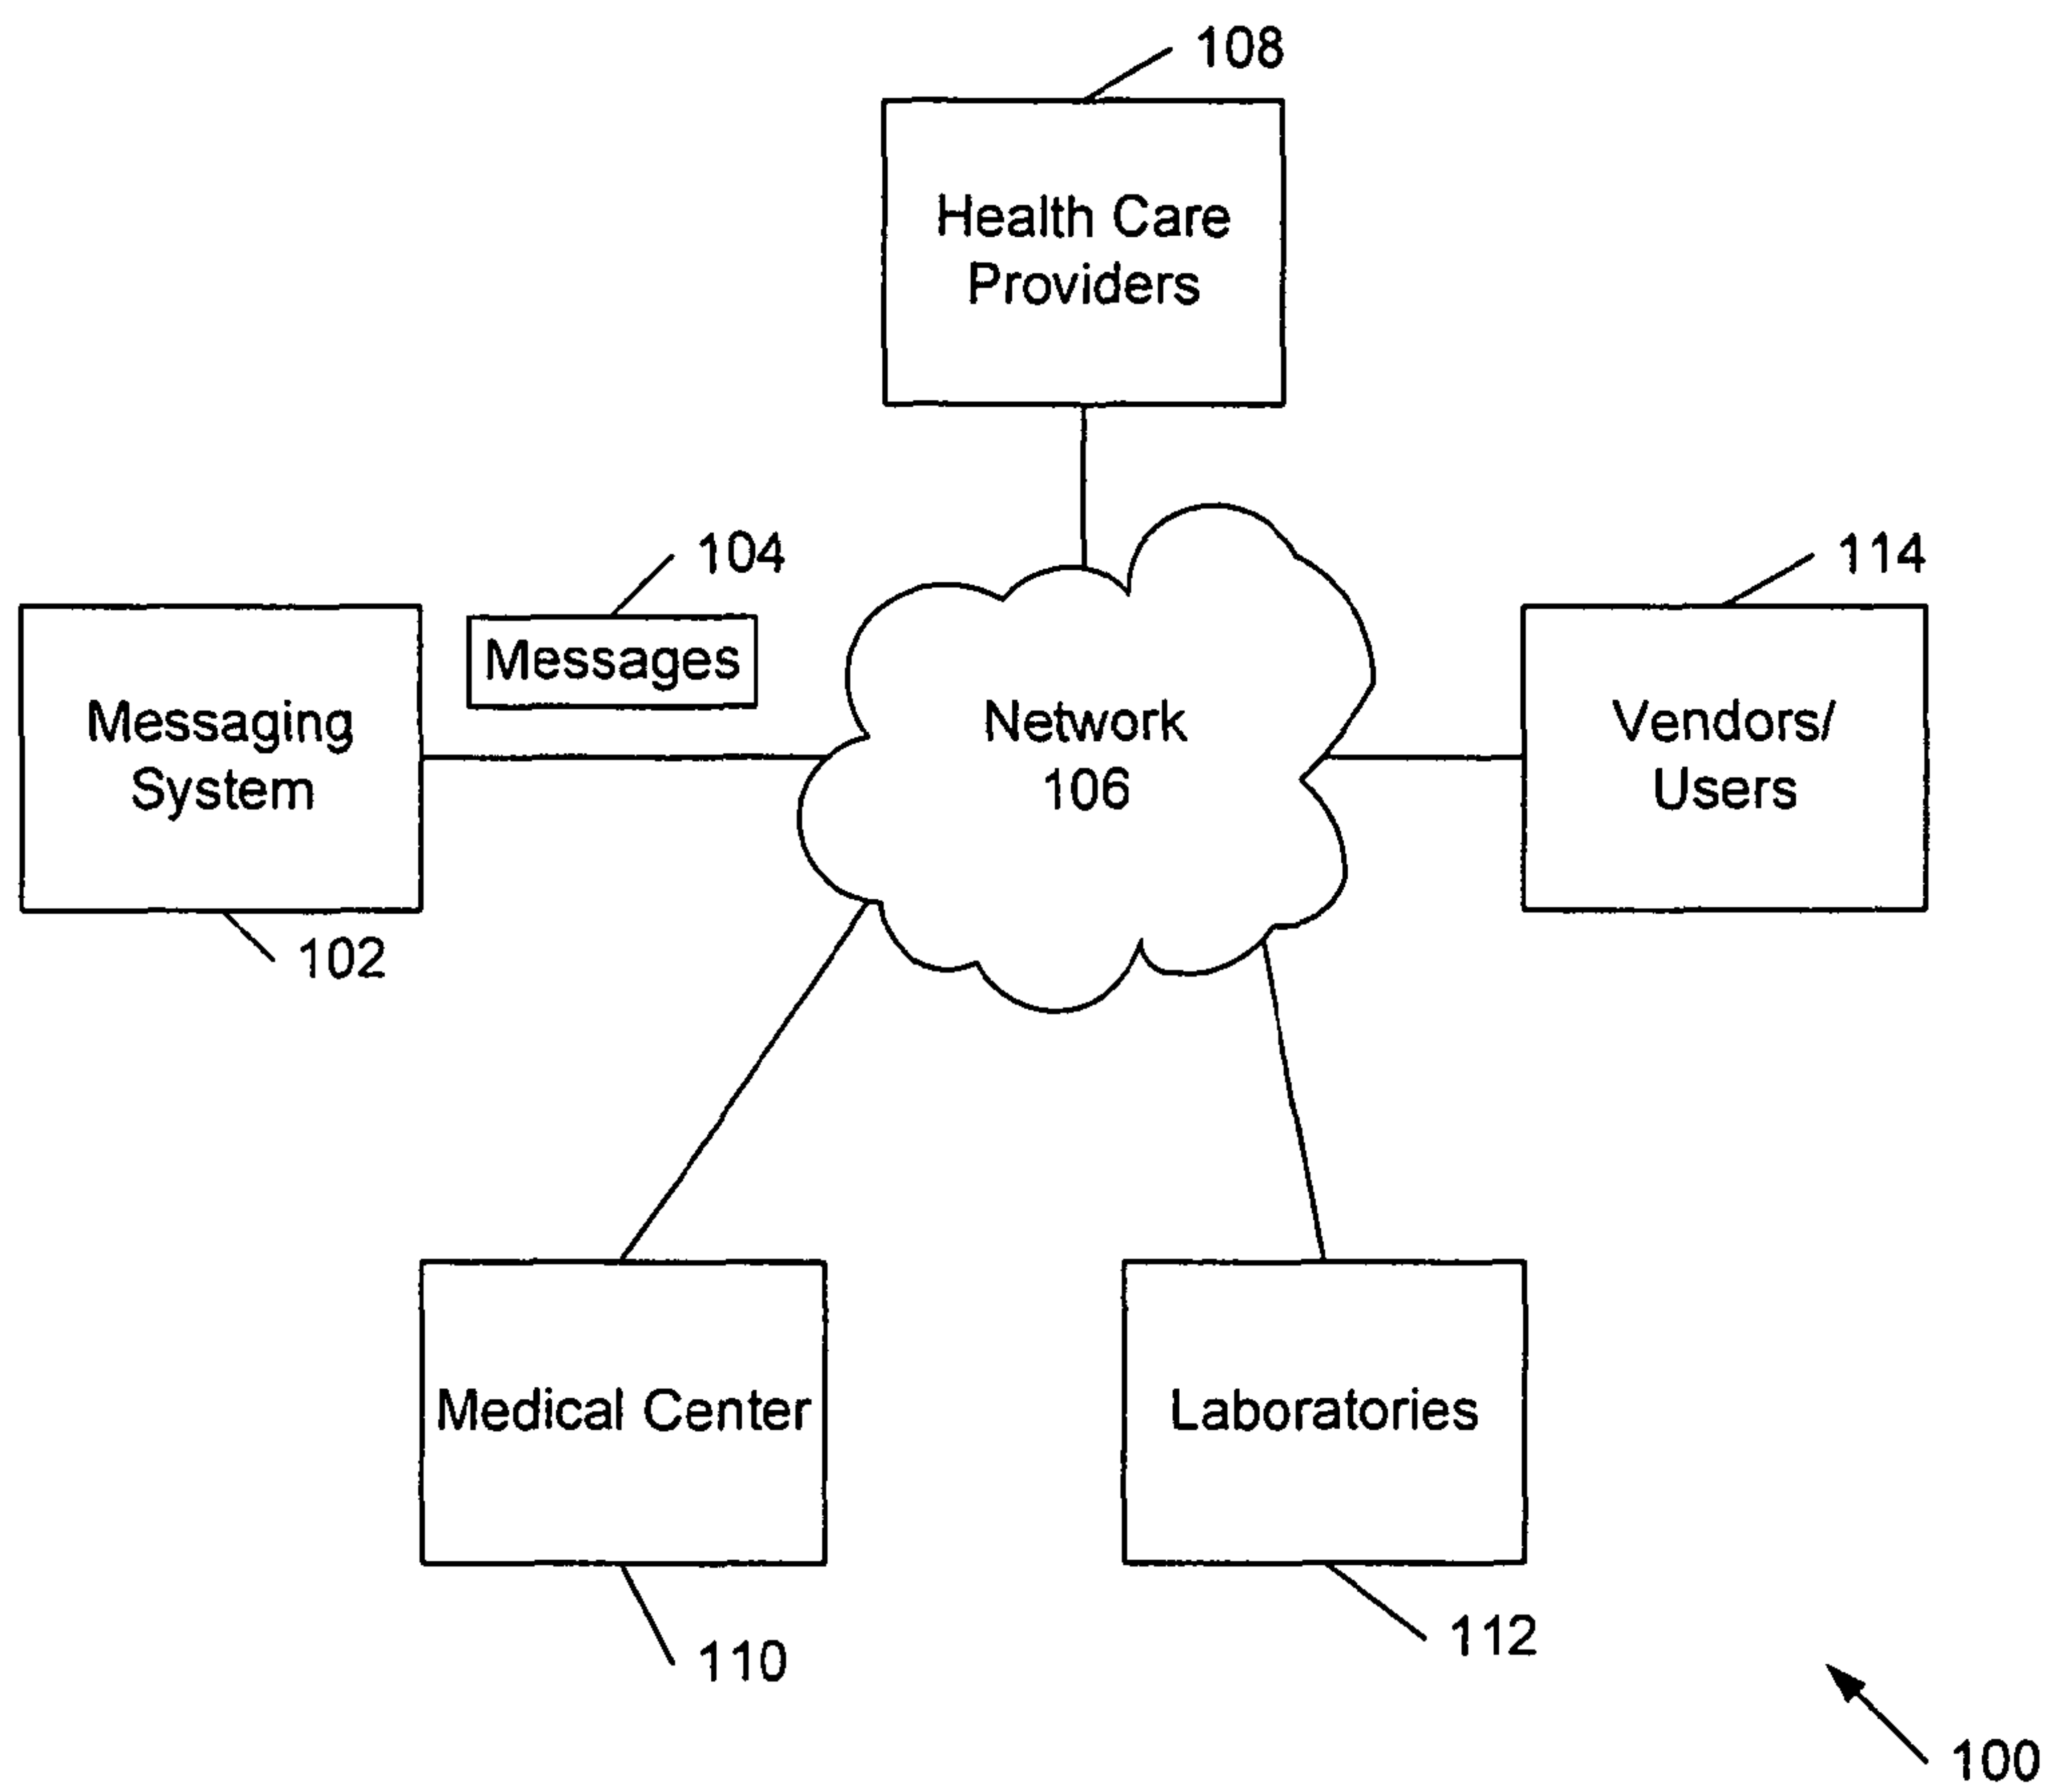 108
Health Care
Providers
104
114
Messages
Messaging
System
Network
106
Vendors/
Users
102
Medical Center
Laboratories
112
110
100